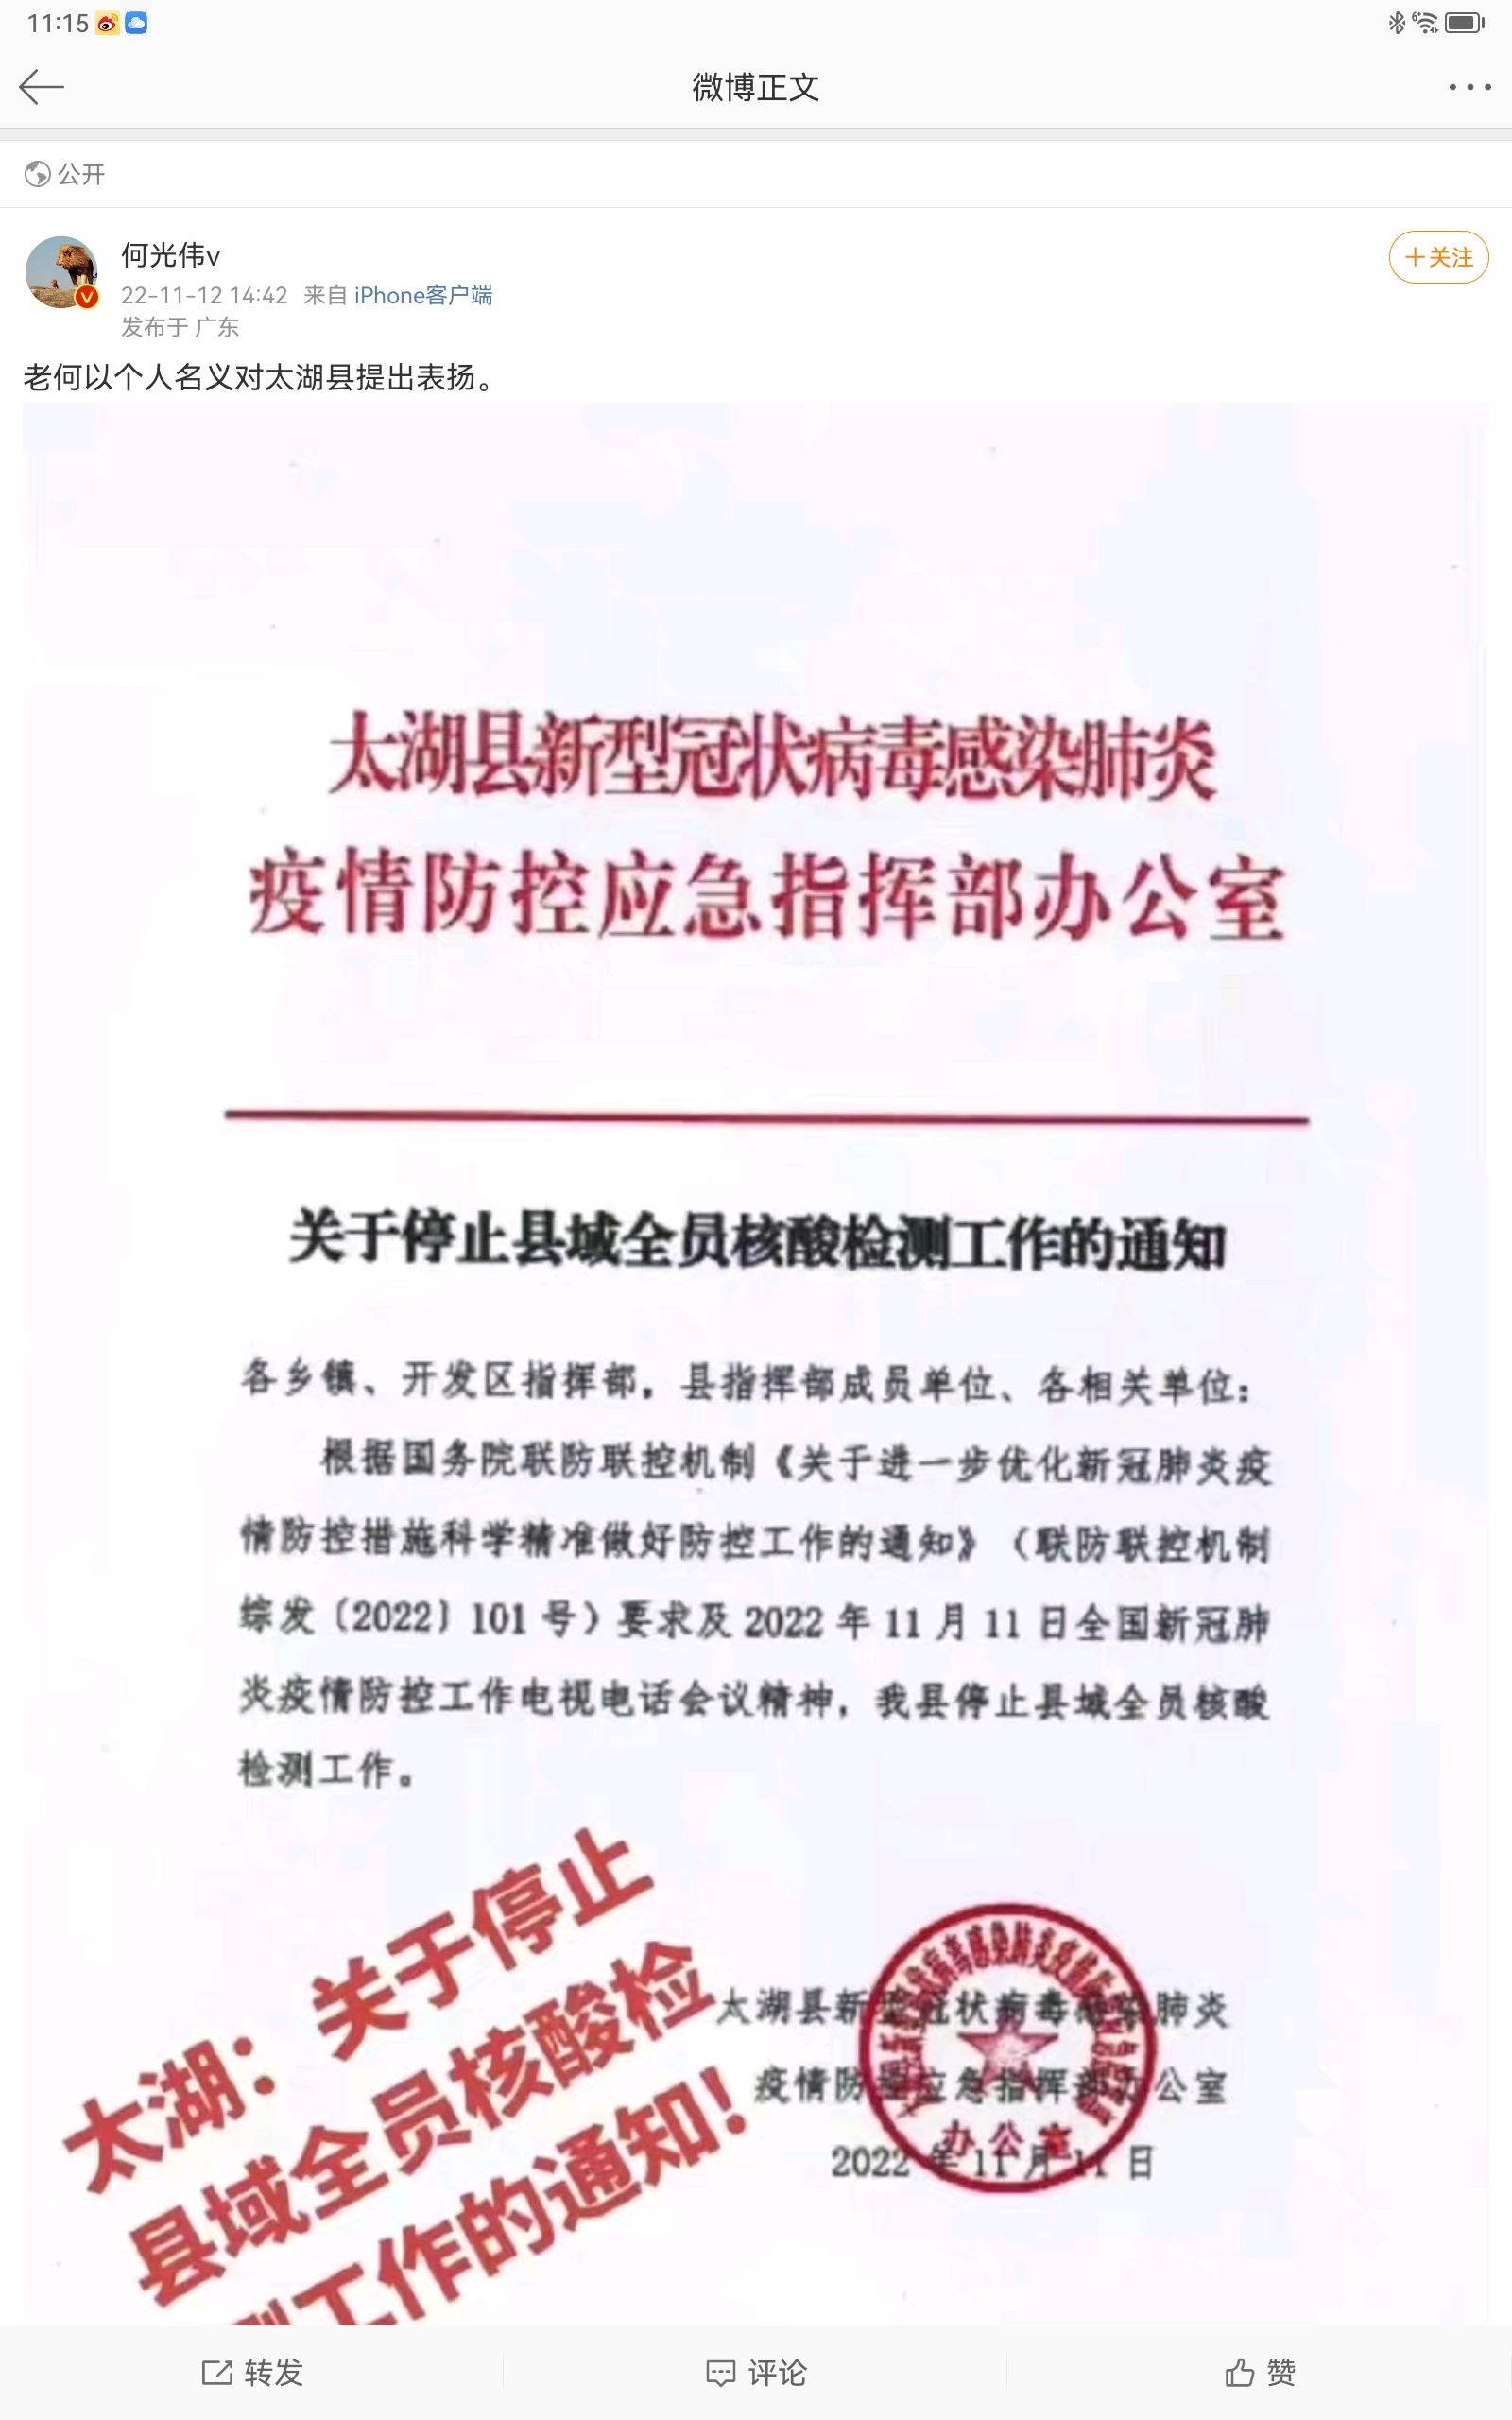 11:15
微博正文
公开
何光伟v
22-11-12 14:42 来自 iPhone客户端
发布于 广东
+关注
老何以个人名义对太湖县提出表扬。
太湖县新型冠状病毒感染肺炎
疫情防控应急指挥部办公室
关于停止县域全员核酸检测工作的通知
各乡镇、开发区指挥部，县指挥部成员单位、各相关单位：
根据国务院联防联控机制《关于进一步优化新冠肺炎疫
情防控措施科学精准做好防控工作的通知》（联防联控机制
综发〔2022〕101号）要求及2022年11月11日全国新冠肺
炎疫情防控工作电视电话会议精神，我县停止县域全员核酸
检测工作。
太湖县新型冠状病毒感染肺炎
疫情防控应急指挥部办公室
2022年11月11日
办公室
太湖：关于停止
县域全员核酸检
测工作的通知！
转发
评论
赞